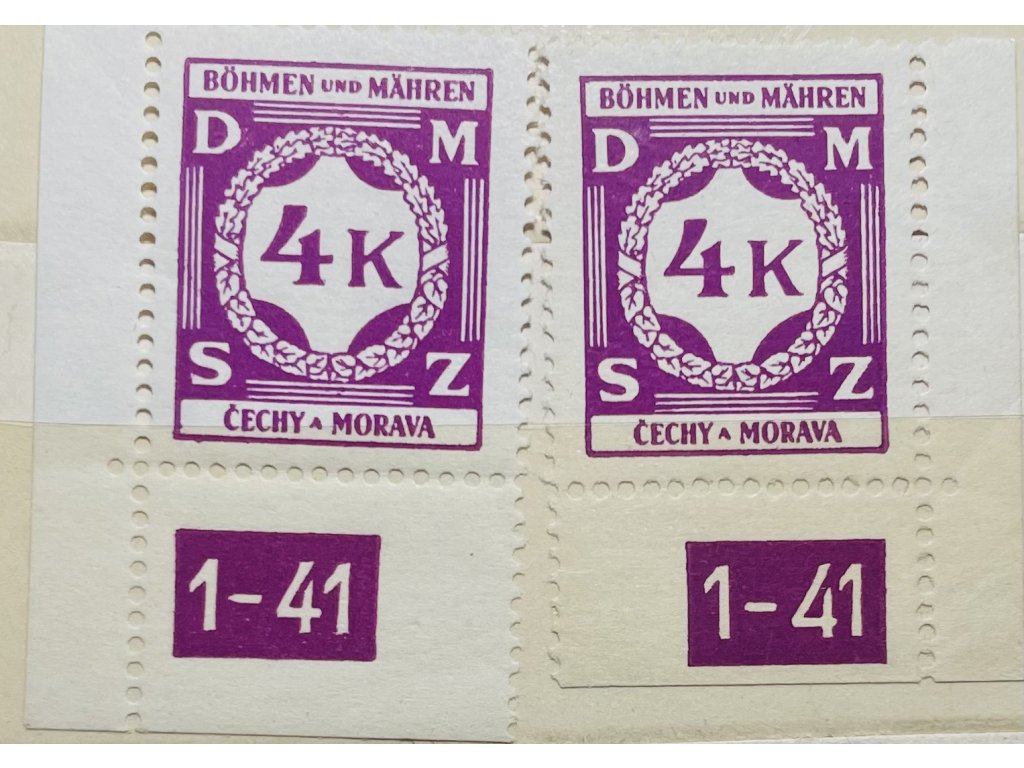 BÖHMEN UND MÄHREN
D M
4K
S Z
ČECHY A MORAVA
1-41
BÖHMEN UND MÄHREN
D M
4K
S Z
ČECHY A MORAVA
1-41